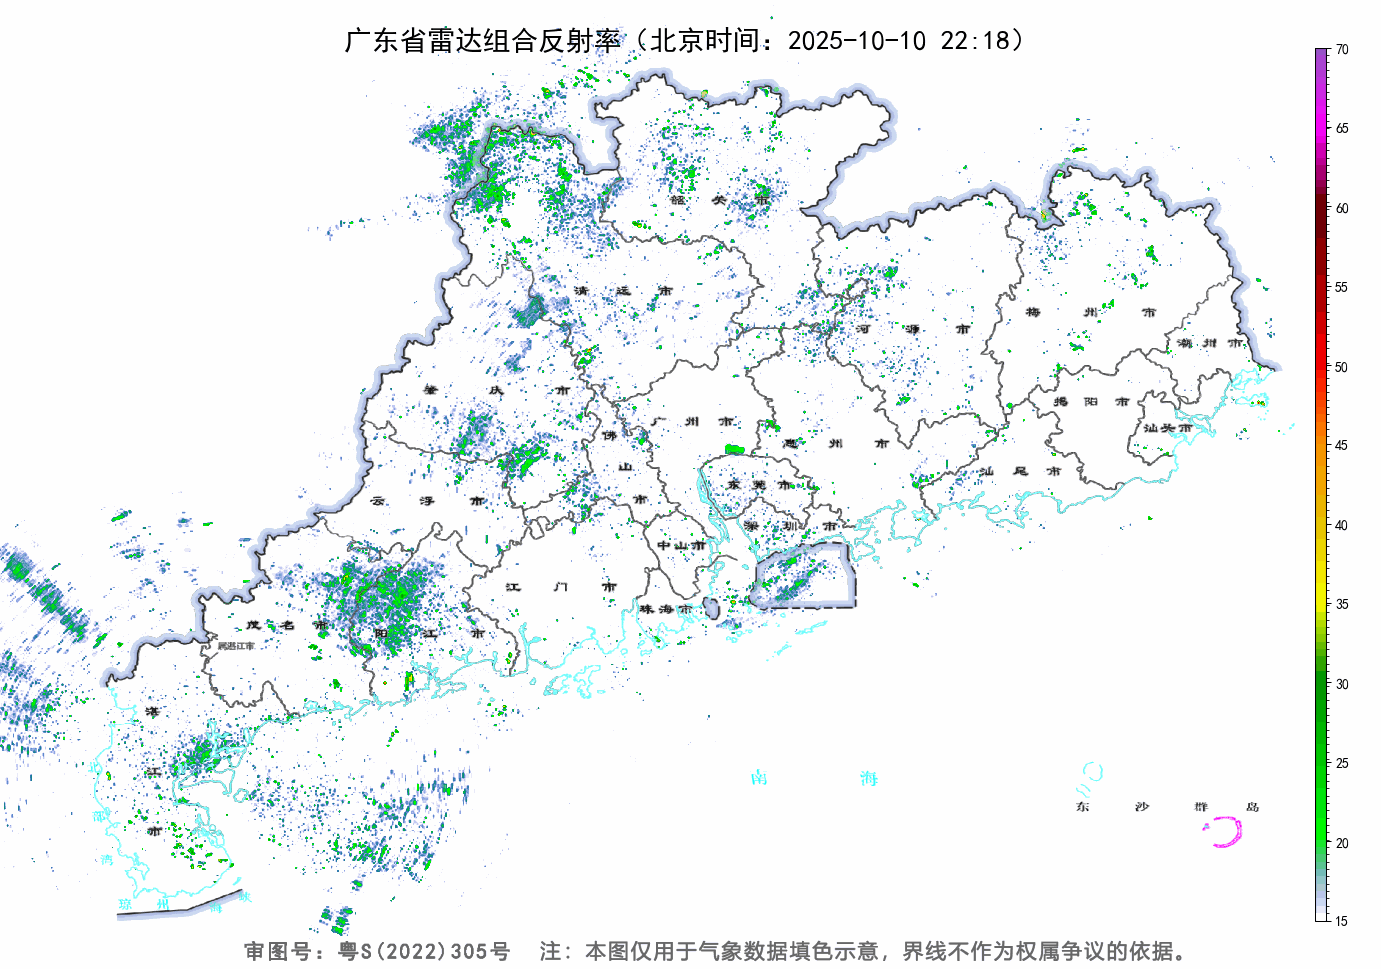 广东省雷达组合反射率（北京时间：2025-10-10 22:18）
70
65
60
55
50
45
40
35
30
25
20
15
韶关市
清远市
河源市
梅州市
潮州市
肇庆市
揭阳市
汕头市
佛山市
广州市
惠州市
汕尾市
东莞市
云浮市
深圳市
中山市
江门市
珠海市
茂名市
阳江市
属湛江市
湛江市
南海
东沙群岛
北部湾
琼州海峡
审图号：粤S(2022)305号 注：本图仅用于气象数据填色示意，界线不作为权属争议的依据。